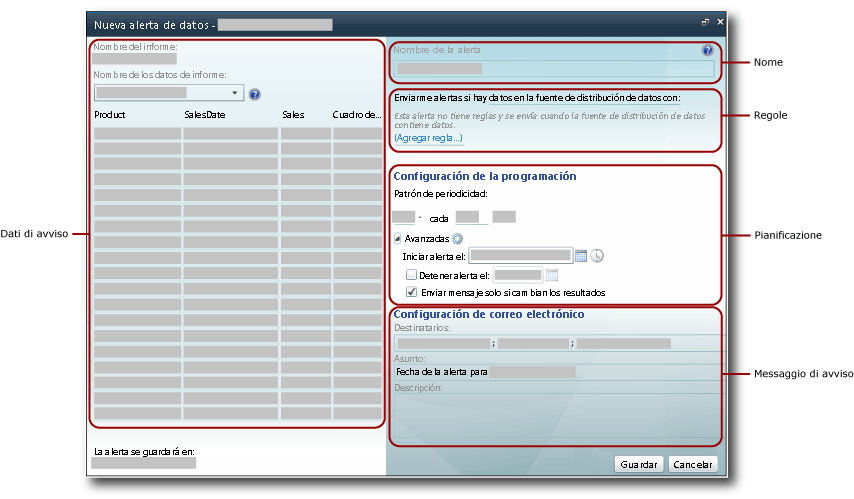 Nueva alerta de datos -
Nombre del informe:
Nombre de los datos de informe:
Product SalesDate Sales Cuadro de...
La alerta se guardará en:
Nombre de la alerta
Enviarme alertas si hay datos en la fuente de distribución de datos con:
Esta alerta no tiene reglas y se envía cuando la fuente de distribución de datos
contiene datos.
(Agregar regla...)
Configuración de la programación
Patrón de periodicidad:
- cada
Avanzadas
Iniciar alerta el:
Detener alerta el:
Enviar mensaje solo si cambian los resultados
Configuración de correo electrónico
Destinatarios:
; ;
Asunto:
Fecha de la alerta para
Descripción:
Guardar Cancelar
Dati di avviso
Nome
Regole
Pianificazione
Messaggio di avviso